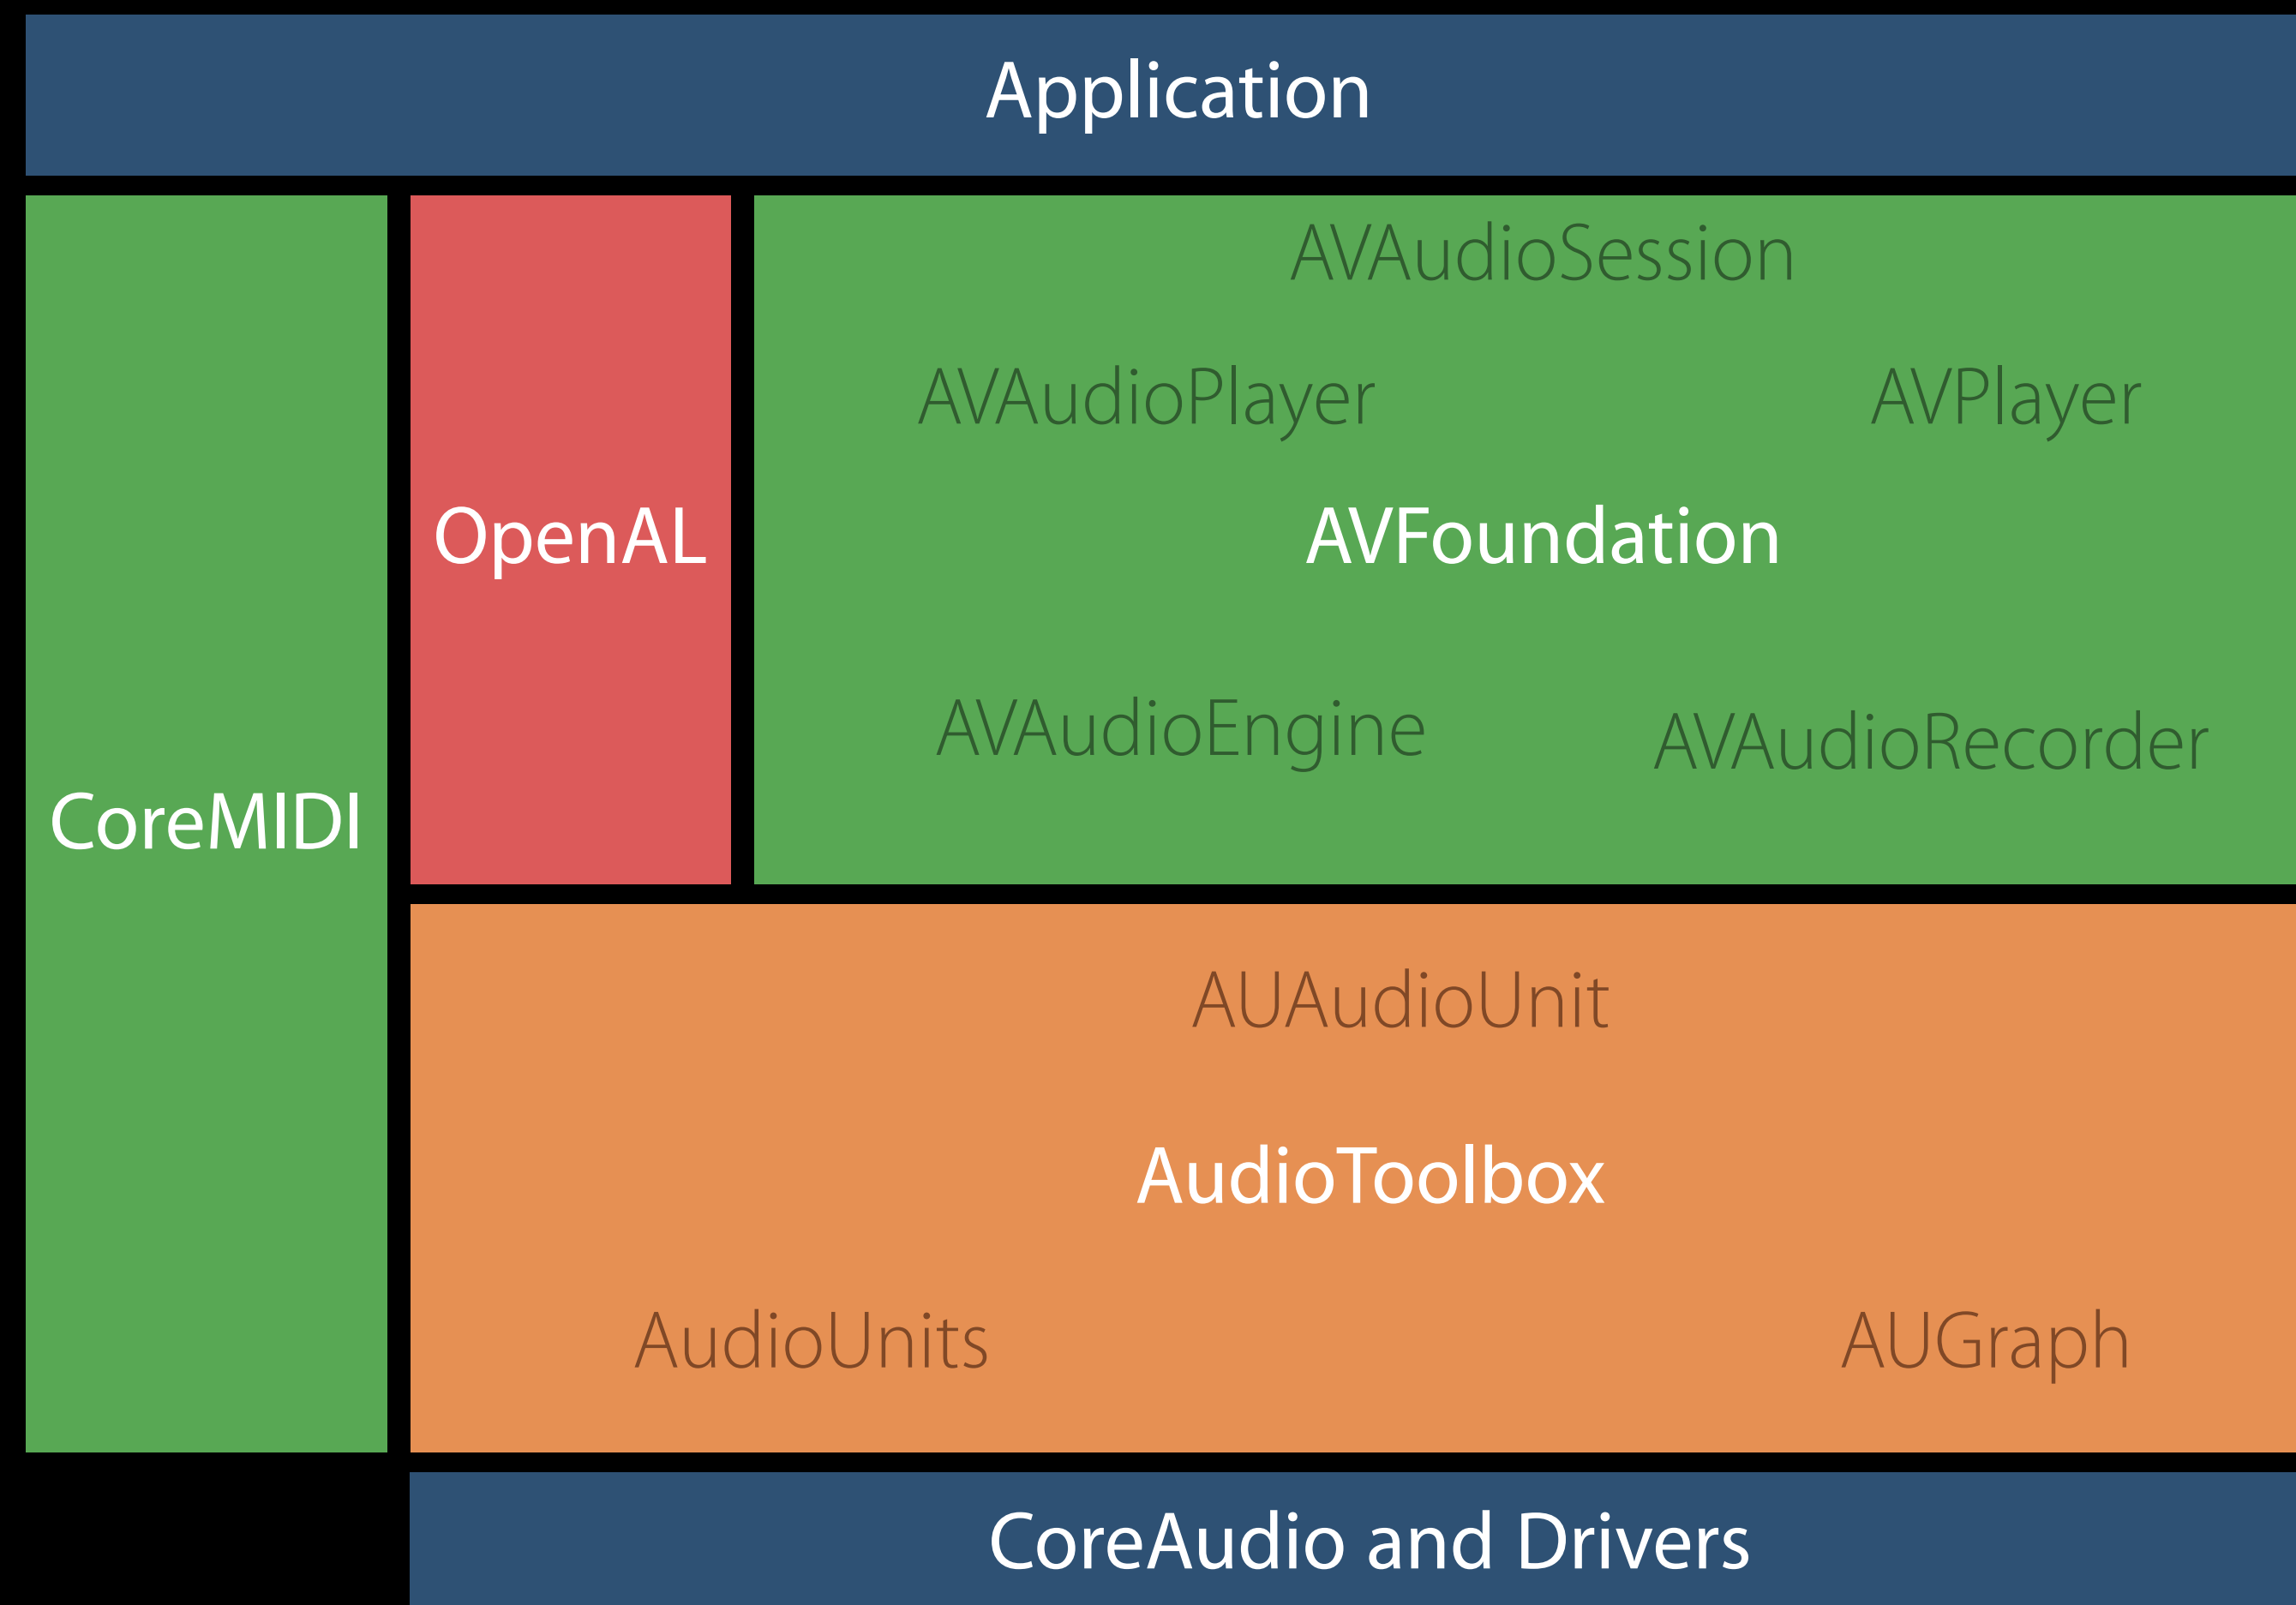 Application
AVAudioSession
AVAudioPlayer
AVPlayer
OpenAL
AVFoundation
AVAudioEngine
AVAudioRecorder
CoreMIDI
AUAudioUnit
AudioToolbox
AudioUnits
AUGraph
CoreAudio and Drivers